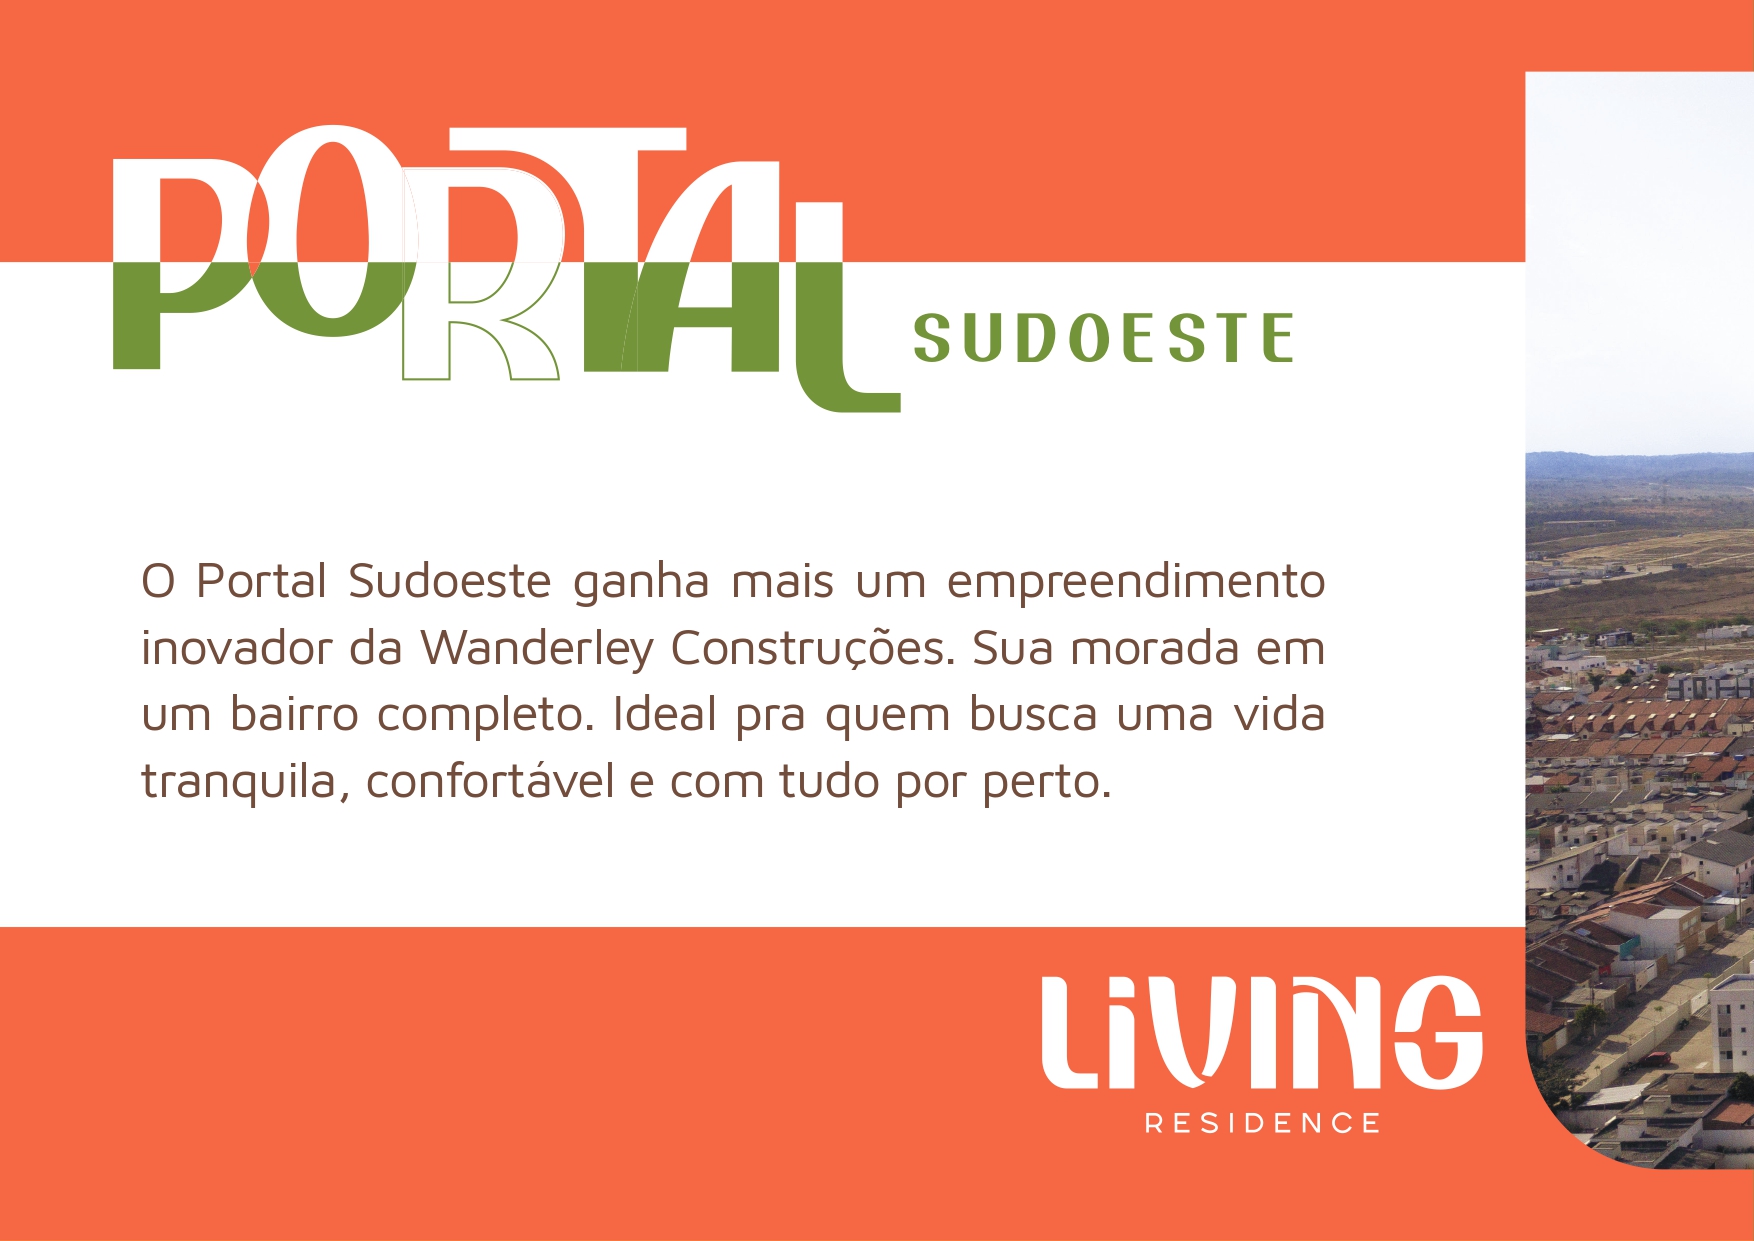 PORTAL
SUDOESTE
O Portal Sudoeste ganha mais um empreendimento
inovador da Wanderley Construções. Sua morada em
um bairro completo. Ideal pra quem busca uma vida
tranquila, confortável e com tudo por perto.
LiVING
RESIDENCE